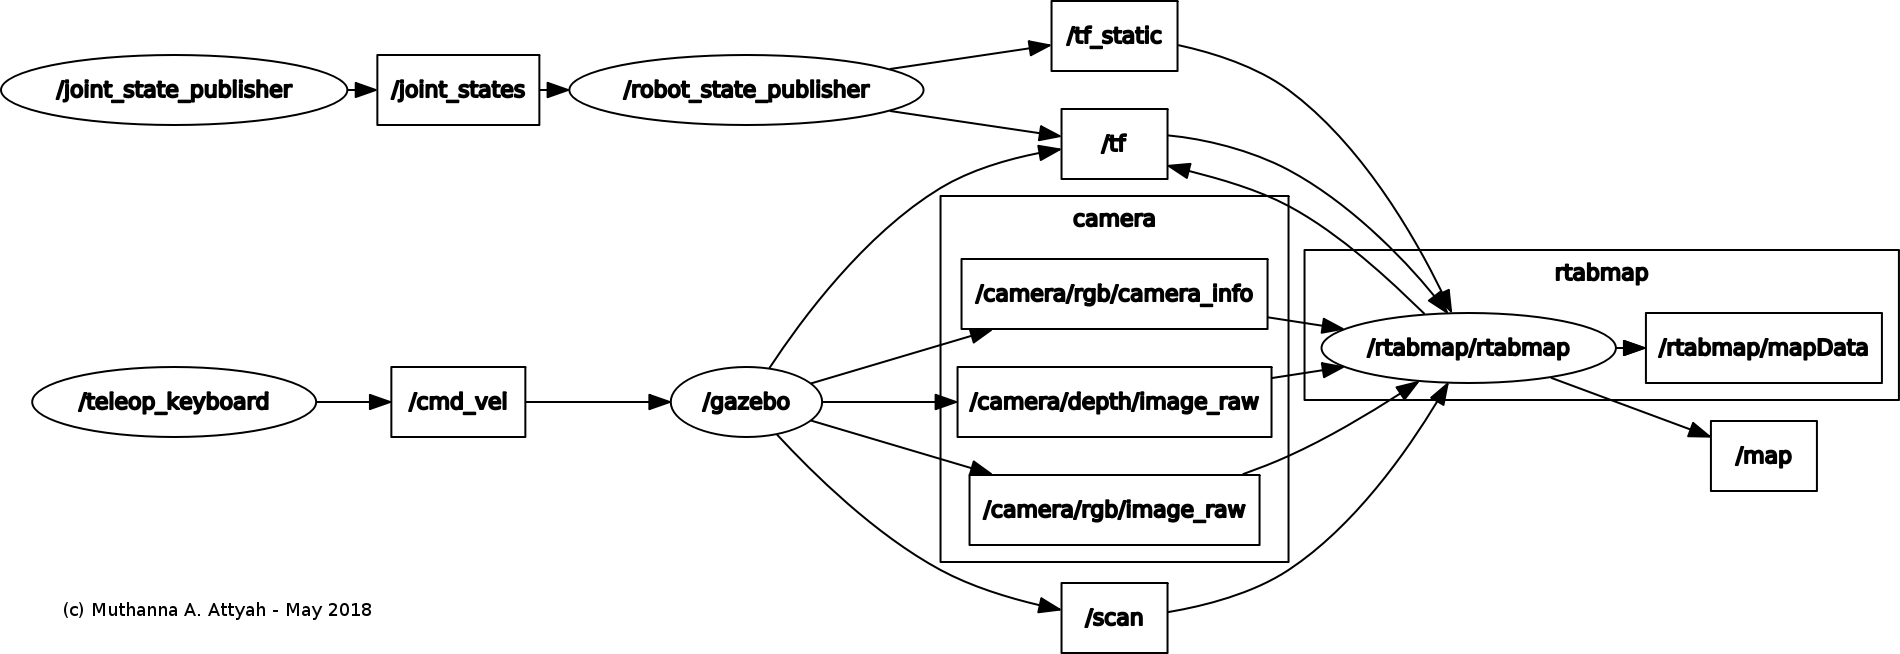 /tf_static
/joint_state_publisher
/joint_states
/robot_state_publisher
/tf
camera
rtabmap
/camera/rgb/camera_info
/rtabmap/rtabmap
/rtabmap/mapData
/teleop_keyboard
/cmd_vel
/gazebo
/camera/depth/image_raw
/map
/camera/rgb/image_raw
/scan
(c) Muthanna A. Attyah - May 2018